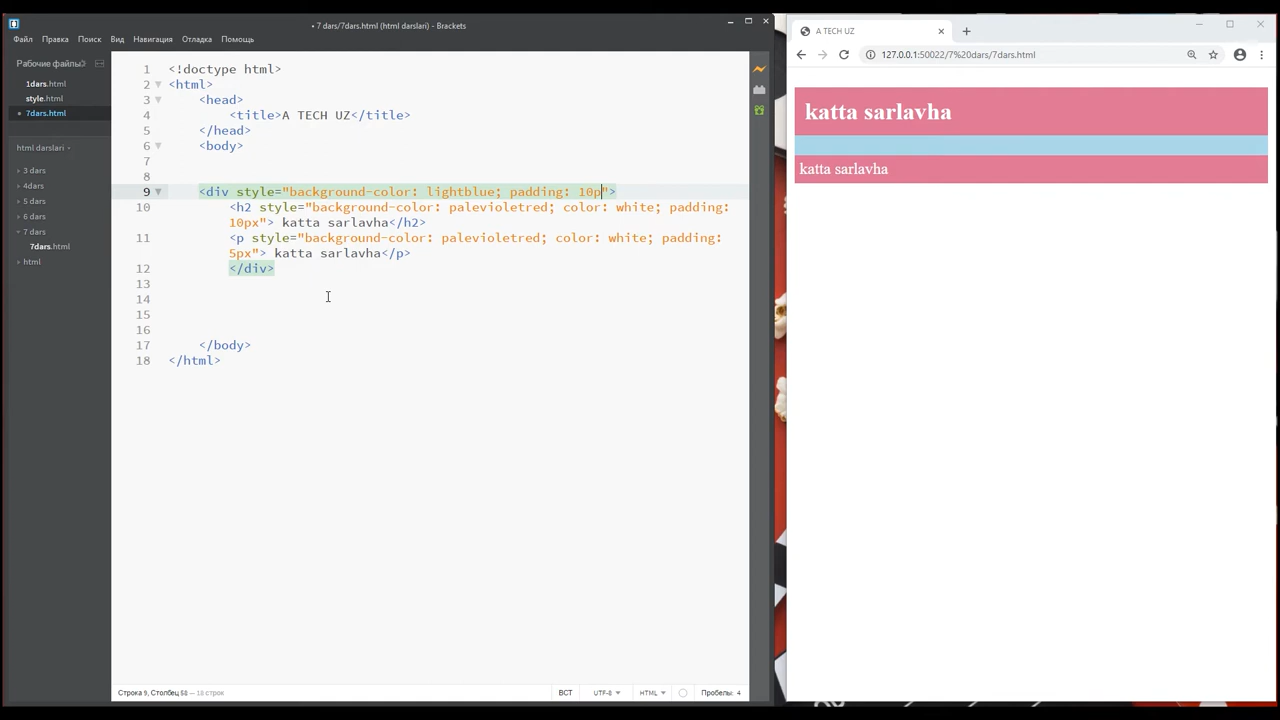 • 7 dars/7dars.html (html darslari) - Brackets
Файл Правка Поиск Вид Навигация Отладка Помощь
Рабочие файлы
1dars.html
style.html
• 7dars.html
html darslari
3 dars
4dars
5 dars
6 dars
7 dars
7dars.html
html
1 <!doctype html>
2 <html>
3 <head>
4 <title>A TECH UZ</title>
5 </head>
6 <body>
7
8
9 <div style="background-color: lightblue; padding: 10p">
10 <h2 style="background-color: palevioletred; color: white; padding:
10px"> katta sarlavha</h2>
11 <p style="background-color: palevioletred; color: white; padding:
5px"> katta sarlavha</p>
12 </div>
13
14
15
16
17 </body>
18 </html>
Строка 9, Столбец 58 — 18 строк
ВСТ UTF-8 HTML Пробелы: 4
A TECH UZ
127.0.0.1:50022/7%20dars/7dars.html
katta sarlavha
katta sarlavha